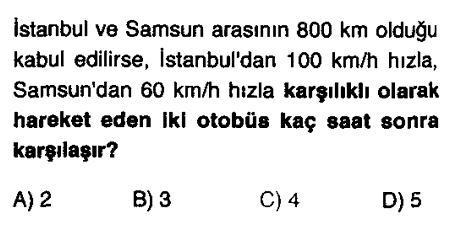 İstanbul ve Samsun arasının 800 km olduğu
kabul edilirse, İstanbul'dan 100 km/h hızla,
Samsun'dan 60 km/h hızla karşılıklı olarak
hareket eden iki otobüs kaç saat sonra
karşılaşır?
A) 2 B) 3 C) 4 D) 5